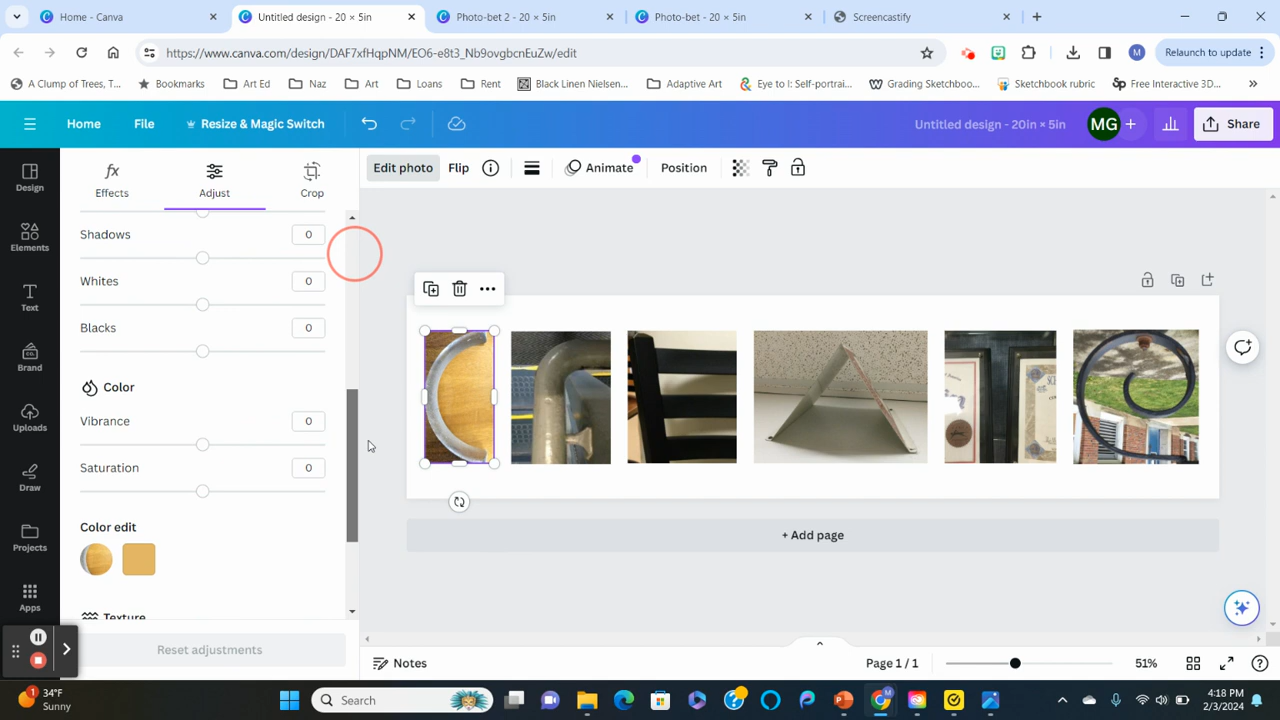 Home - Canva
Untitled design - 20 × 5in
Photo-bet 2 - 20 × 5in
Photo-bet - 20 × 5in
Screencastify
https://www.canva.com/design/DAF7xfHqpNM/EO6-e8t3_Nb9ovgbcnEuZw/edit
M
Relaunch to update
A Clump of Trees, T...
Bookmarks
Art Ed
Naz
Art
Loans
Rent
Black Linen Nielsen...
Adaptive Art
Eye to I: Self-portrai...
Grading Sketchboo...
Sketchbook rubric
Free Interactive 3D...
Home
File
Resize & Magic Switch
Untitled design - 20in × 5in
MG
Share
Design
Elements
Text
Brand
Uploads
Draw
Projects
Apps
Effects
Adjust
Crop
Edit photo
Flip
Animate
Position
Shadows 0
Whites 0
Blacks 0
Color
Vibrance 0
Saturation 0
Color edit
Texture
Reset adjustments
+ Add page
Notes
Page 1 / 1
51%
1
34°F
Sunny
Search
4:18 PM
2/3/2024